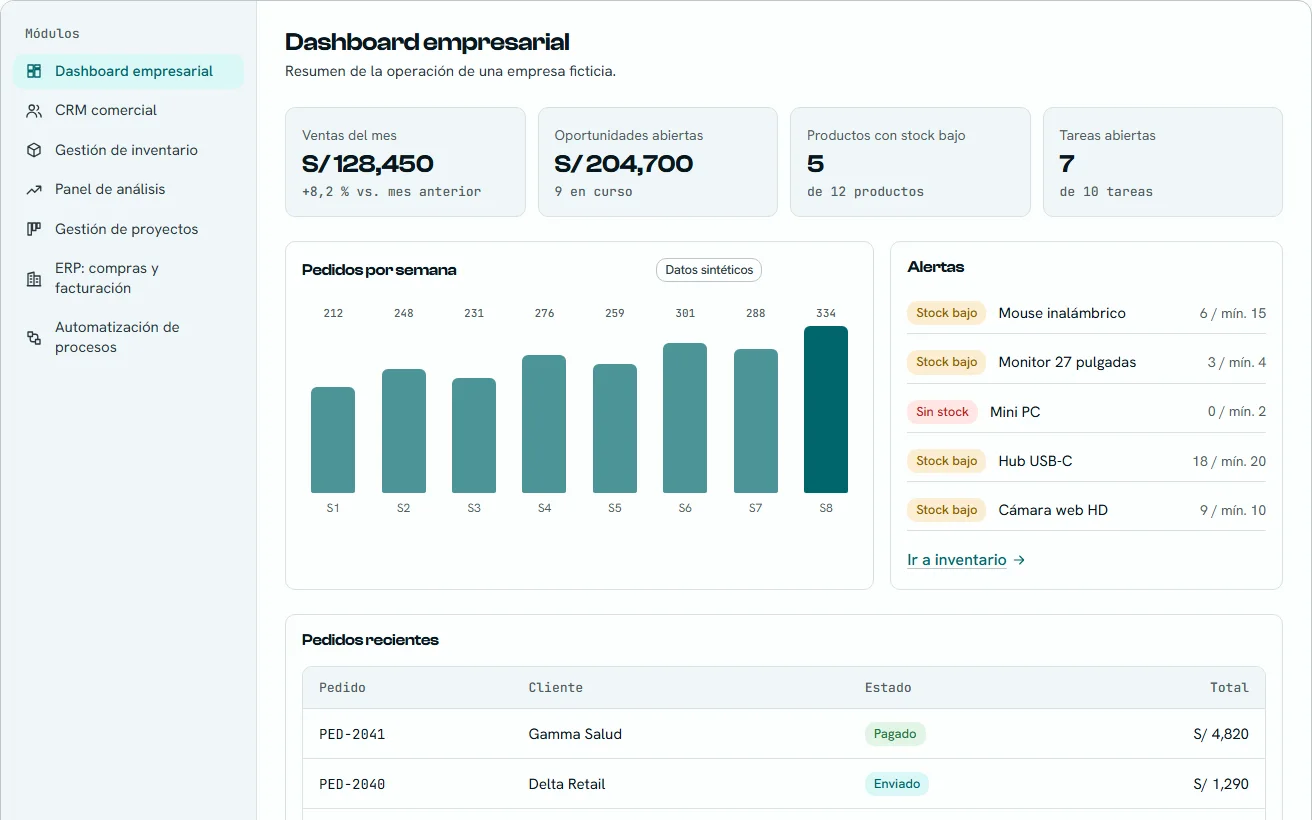 Módulos
Dashboard empresarial
CRM comercial
Gestión de inventario
Panel de análisis
Gestión de proyectos
ERP: compras y
facturación
Automatización de
procesos
Dashboard empresarial
Resumen de la operación de una empresa ficticia.
Ventas del mes
S/ 128,450
+8,2 % vs. mes anterior
Oportunidades abiertas
S/ 204,700
9 en curso
Productos con stock bajo
5
de 12 productos
Tareas abiertas
7
de 10 tareas
Pedidos por semana
Datos sintéticos
212 248 231 276 259 301 288 334
S1 S2 S3 S4 S5 S6 S7 S8
Alertas
Stock bajo Mouse inalámbrico 6 / mín. 15
Stock bajo Monitor 27 pulgadas 3 / mín. 4
Sin stock Mini PC 0 / mín. 2
Stock bajo Hub USB-C 18 / mín. 20
Stock bajo Cámara web HD 9 / mín. 10
Ir a inventario →
Pedidos recientes
Pedido Cliente Estado Total
PED-2041 Gamma Salud Pagado S/ 4,820
PED-2040 Delta Retail Enviado S/ 1,290